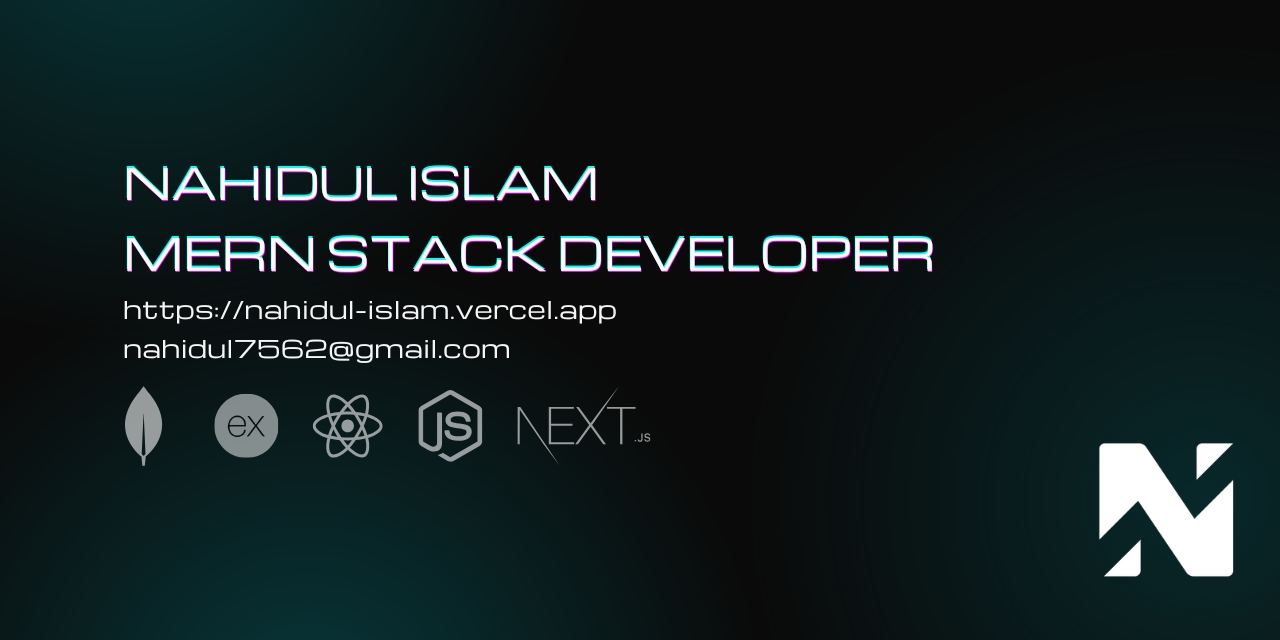 NAHIDUL ISLAM
MERN STACK DEVELOPER
https://nahidul-islam.vercel.app
nahidul7562@gmail.com
ex JS NEXT.JS
N